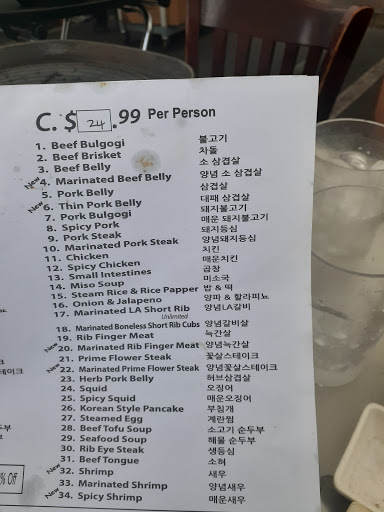 C. $ 24 .99 Per Person
1. Beef Bulgogi 불고기
2. Beef Brisket 차돌
3. Beef Belly 소 삼겹살
New 4. Marinated Beef Belly 양념 소 삼겹살
5. Pork Belly 삼겹살
New 6. Thin Pork Belly 대패 삼겹살
7. Pork Bulgogi 돼지불고기
8. Spicy Pork 매운 돼지불고기
9. Pork Steak 돼지등심
10. Marinated Pork Steak 양념돼지등심
11. Chicken 치킨
12. Spicy Chicken 매운치킨
13. Small Intestines 곱창
14. Miso Soup 미소국
15. Steam Rice & Rice Papper 밥 & 떡
16. Onion & Jalapeno 양파 & 할라피뇨
17. Marinated LA Short Rib 양념LA갈비
Unlimited
18. Marinated Boneless Short Rib Cubs 양념갈비살
19. Rib Finger Meat 늑간살
New 20. Marinated Rib Finger Meat 양념늑간살
21. Prime Flower Steak 꽃살스테이크
New 22. Marinated Prime Flower Steak 양념꽃살스테이크
23. Herb Pork Belly 허브삼겹살
24. Squid 오징어
25. Spicy Squid 매운오징어
26. Korean Style Pancake 부침개
27. Steamed Egg 계란찜
28. Beef Tofu Soup 소고기 순두부
29. Seafood Soup 해물 순두부
30. Rib Eye Steak 생등심
31. Beef Tongue 소혀
New 32. Shrimp 새우
33. Marinated Shrimp 양념새우
New 34. Spicy Shrimp 매운새우
% Off